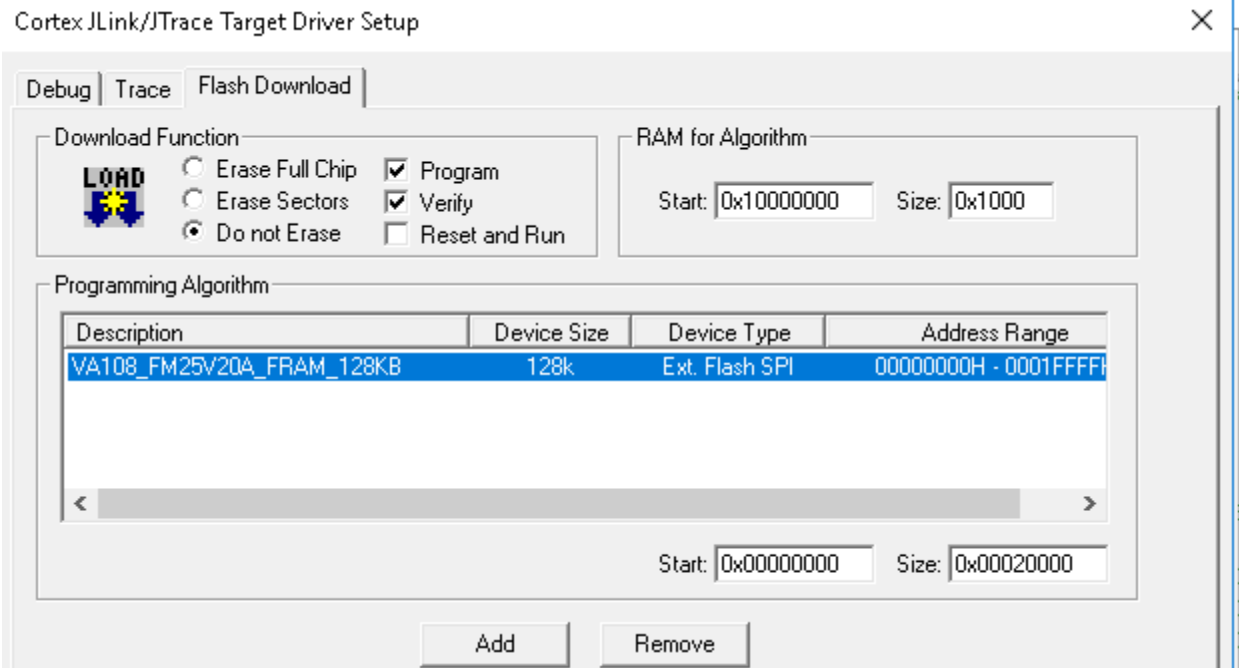 Cortex JLink/JTrace Target Driver Setup
Debug Trace Flash Download
Download Function
LOAD
Erase Full Chip
Program
Erase Sectors
Verify
Do not Erase
Reset and Run
RAM for Algorithm
Start: 0x10000000 Size: 0x1000
Programming Algorithm
Description Device Size Device Type Address Range
VA108_FM25V20A_FRAM_128KB 128k Ext. Flash SPI 00000000H - 0001FFFFH
Start: 0x00000000 Size: 0x00020000
Add Remove